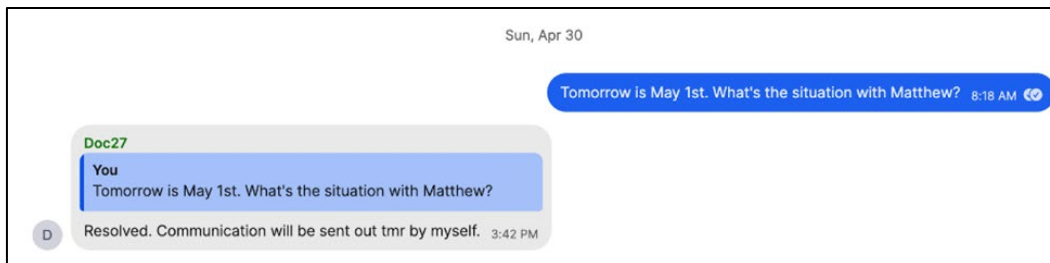 Sun, Apr 30
Tomorrow is May 1st. What's the situation with Matthew? 8:18 AM
Doc27
You
Tomorrow is May 1st. What's the situation with Matthew?
D
Resolved. Communication will be sent out tmr by myself. 3:42 PM